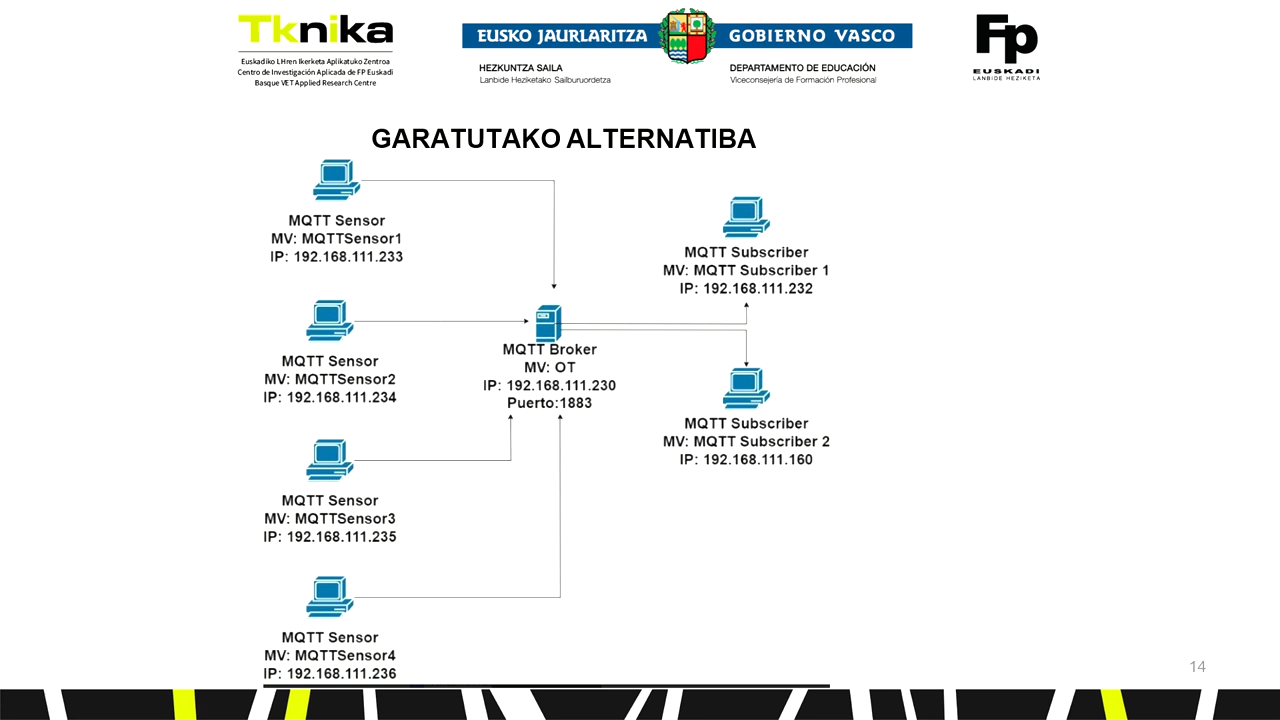 Tknika
Euskadiko LHren Ikerketa Aplikatuko Zentroa
Centro de Investigación Aplicada de FP Euskadi
Basque VET Applied Research Centre
EUSKO JAURLARITZA
GOBIERNO VASCO
HEZKUNTZA SAILA
Lanbide Heziketako Sailburuordetza
DEPARTAMENTO DE EDUCACIÓN
Viceconsejería de Formación Profesional
Fp
EUSKADI
LANBIDE HEZIKETA
GARATUTAKO ALTERNATIBA
MQTT Sensor
MV: MQTTSensor1
IP: 192.168.111.233
MQTT Sensor
MV: MQTTSensor2
IP: 192.168.111.234
MQTT Sensor
MV: MQTTSensor3
IP: 192.168.111.235
MQTT Sensor
MV: MQTTSensor4
IP: 192.168.111.236
MQTT Broker
MV: OT
IP: 192.168.111.230
Puerto:1883
MQTT Subscriber
MV: MQTT Subscriber 1
IP: 192.168.111.232
MQTT Subscriber
MV: MQTT Subscriber 2
IP: 192.168.111.160
14